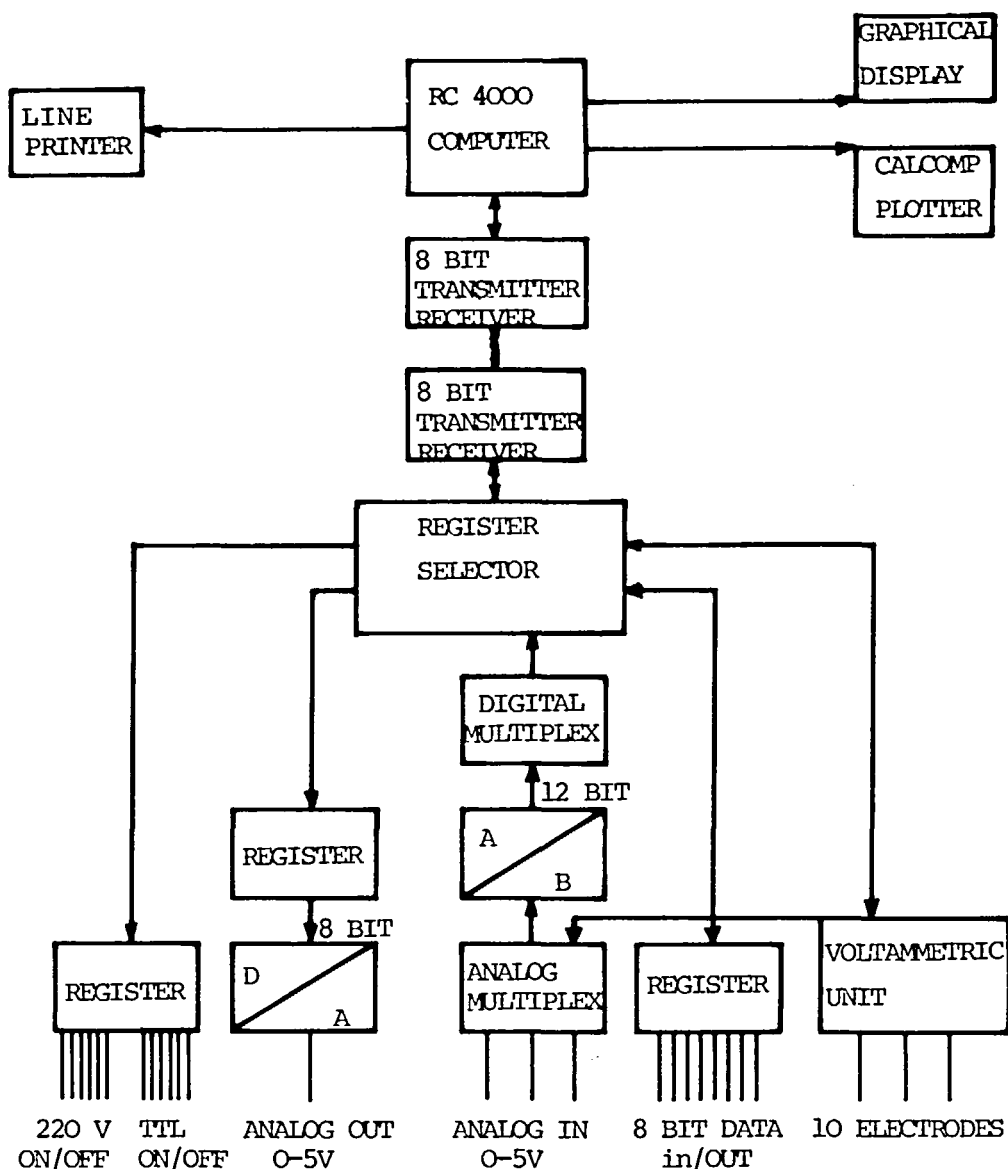 GRAPHICAL
DISPLAY
RC 4000
COMPUTER
LINE
PRINTER
CALCOMP
PLOTTER
8 BIT
TRANSMITTER
RECEIVER
8 BIT
TRANSMITTER
RECEIVER
REGISTER
SELECTOR
DIGITAL
MULTIPLEX
12 BIT
A
B
REGISTER
8 BIT
D
A
REGISTER
ANALOG
MULTIPLEX
REGISTER
VOLTAMMETRIC
UNIT
220 V
ON/OFF
TTL
ON/OFF
ANALOG OUT
0-5V
ANALOG IN
0-5V
8 BIT DATA
in/OUT
10 ELECTRODES